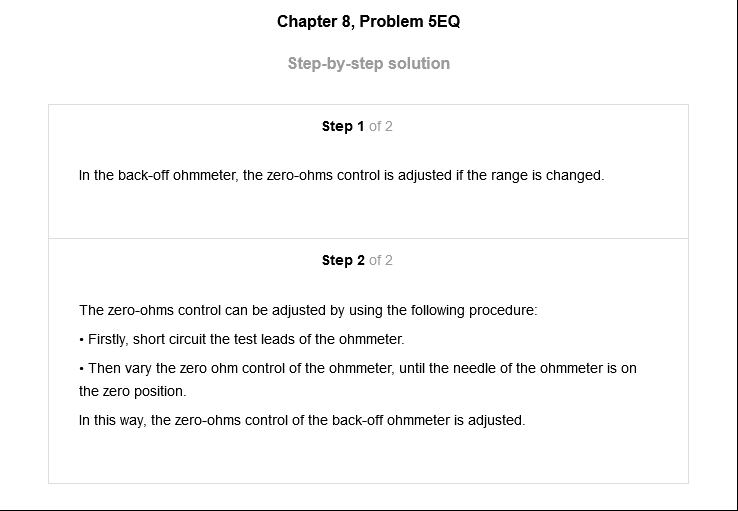 Chapter 8, Problem 5EQ
Step-by-step solution
Step 1 of 2
In the back-off ohmmeter, the zero-ohms control is adjusted if the range is changed.
Step 2 of 2
The zero-ohms control can be adjusted by using the following procedure:
• Firstly, short circuit the test leads of the ohmmeter.
• Then vary the zero ohm control of the ohmmeter, until the needle of the ohmmeter is on
the zero position.
In this way, the zero-ohms control of the back-off ohmmeter is adjusted.